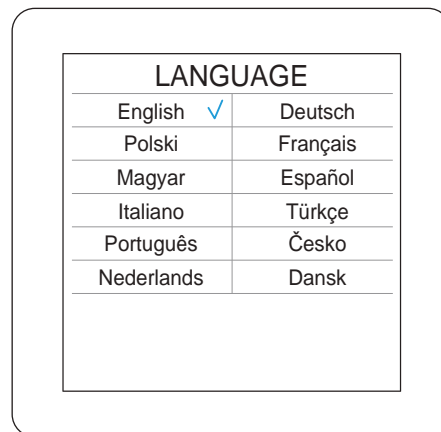 LANGUAGE
English √ Deutsch
Polski Français
Magyar Español
Italiano Türkçe
Português Česko
Nederlands Dansk